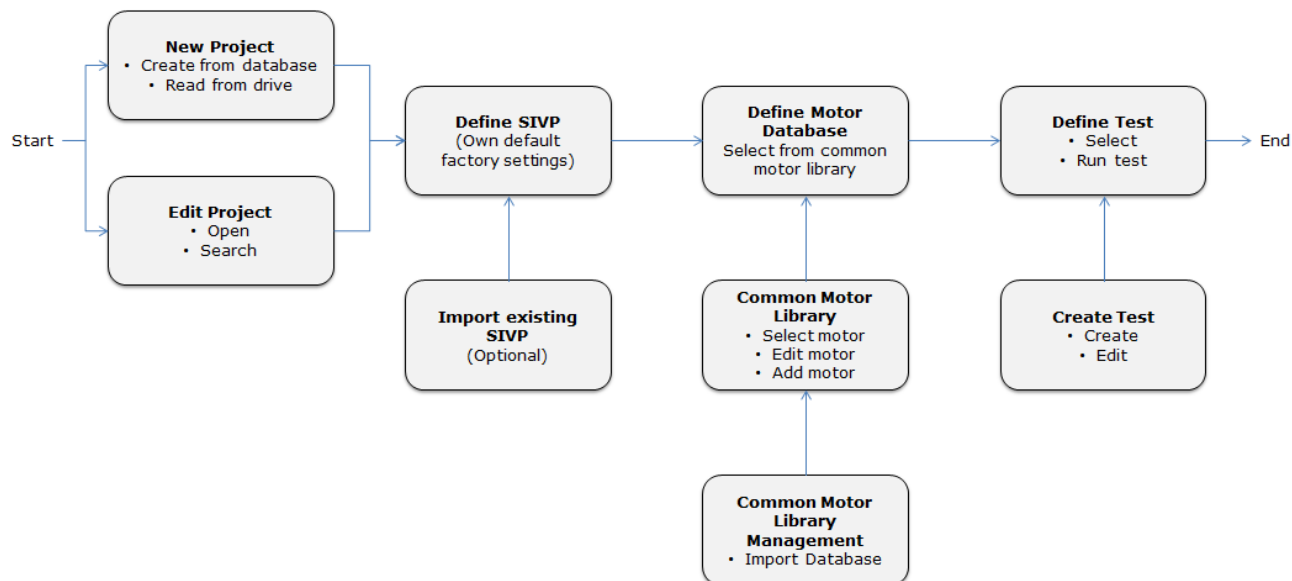 Start
New Project
• Create from database
• Read from drive
Edit Project
• Open
• Search
Define SIVP
(Own default
factory settings)
Import existing
SIVP
(Optional)
Define Motor
Database
Select from common
motor library
Common Motor
Library
• Select motor
• Edit motor
• Add motor
Common Motor
Library
Management
• Import Database
Define Test
• Select
• Run test
Create Test
• Create
• Edit
End